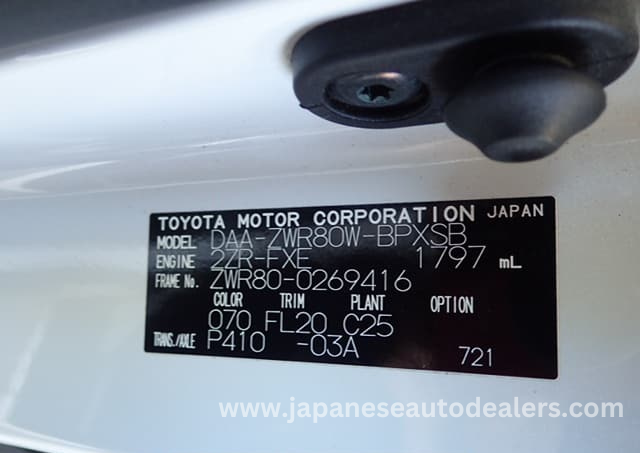 TOYOTA MOTOR CORPORATION JAPAN
MODEL DAA-ZWR80W-BPXSB
ENGINE 2ZR-FXE 1797 mL
FRAME No. ZWR80-0269416
COLOR TRIM PLANT OPTION
070 FL20 C25
TRANS./AXLE P410 -03A 721
www.japaneseautodealers.com